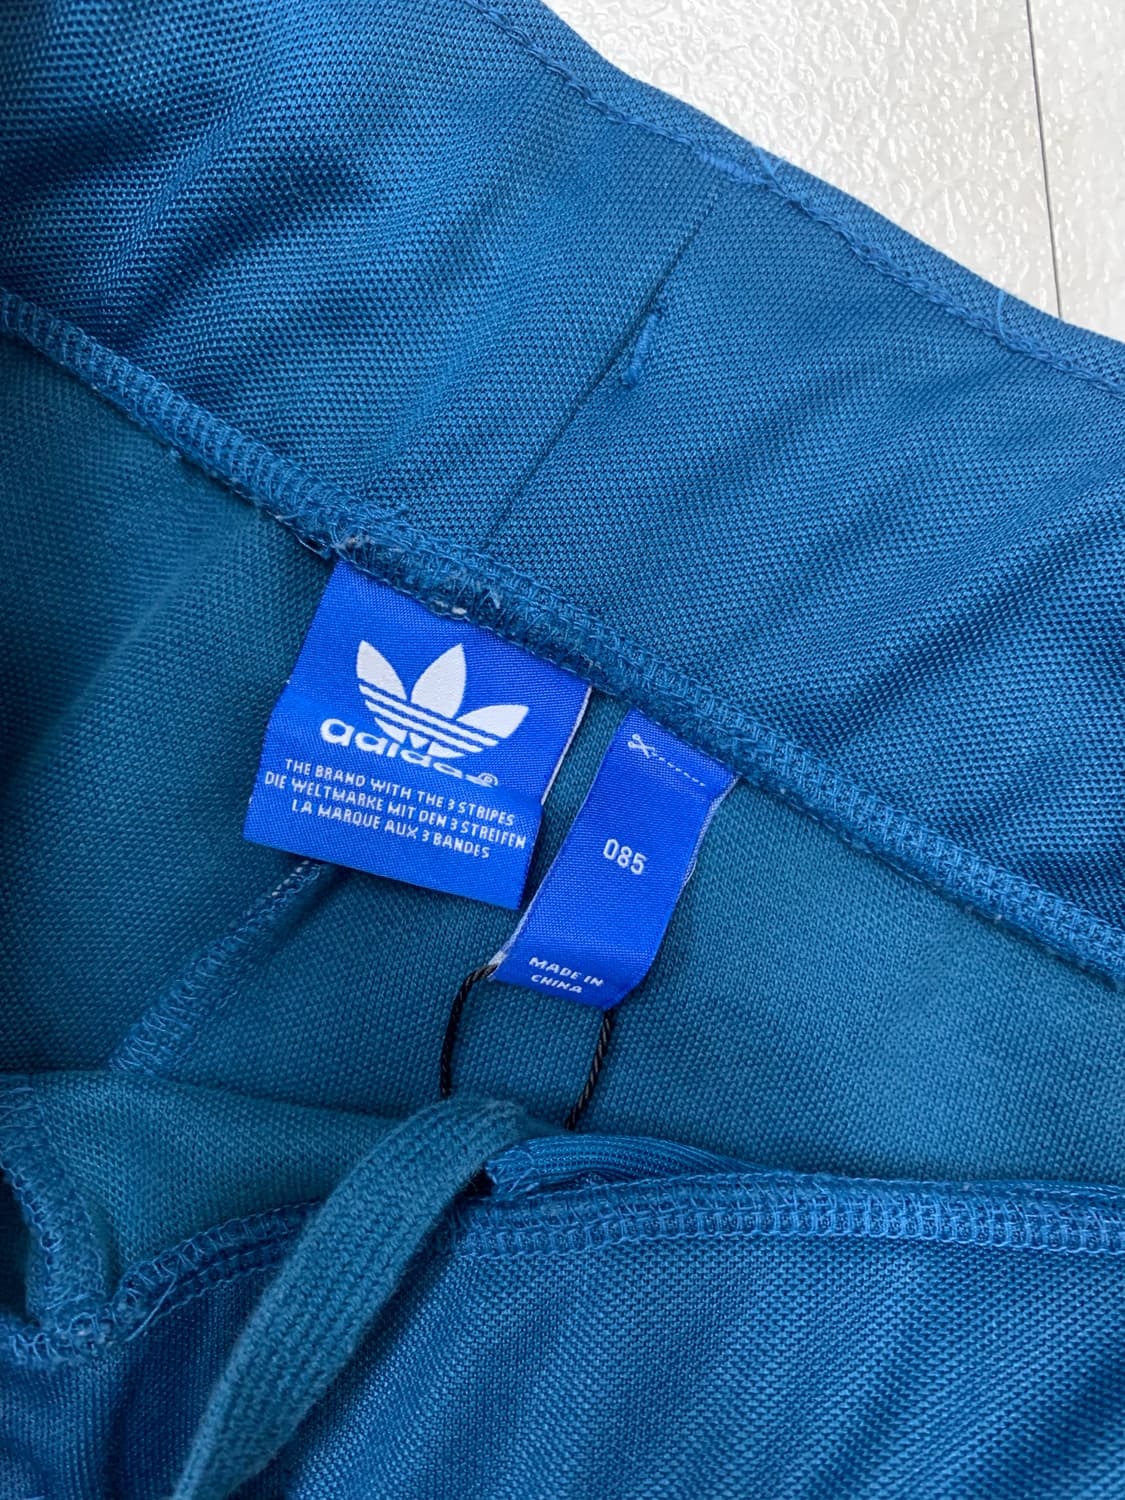 adidas®
THE BRAND WITH THE 3 STRIPES
DIE WELTMARKE MIT DEN 3 STREIFEN
LA MARQUE AUX 3 BANDES
085
MADE IN
CHINA